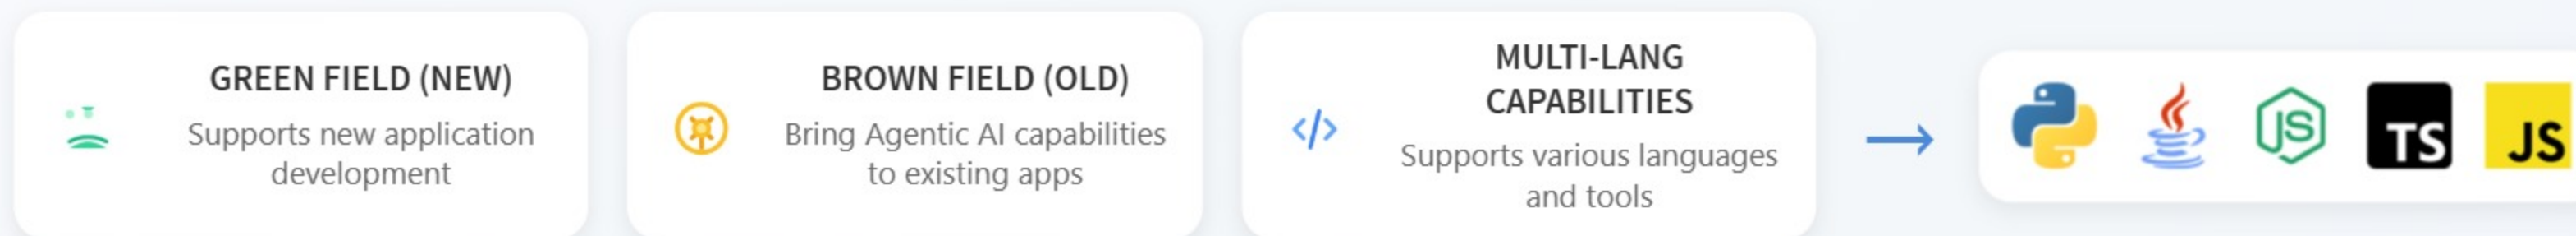 GREEN FIELD (NEW)
Supports new application
development
BROWN FIELD (OLD)
Bring Agentic AI capabilities
to existing apps
MULTI-LANG
CAPABILITIES
Supports various languages
and tools
JS
TS
JS